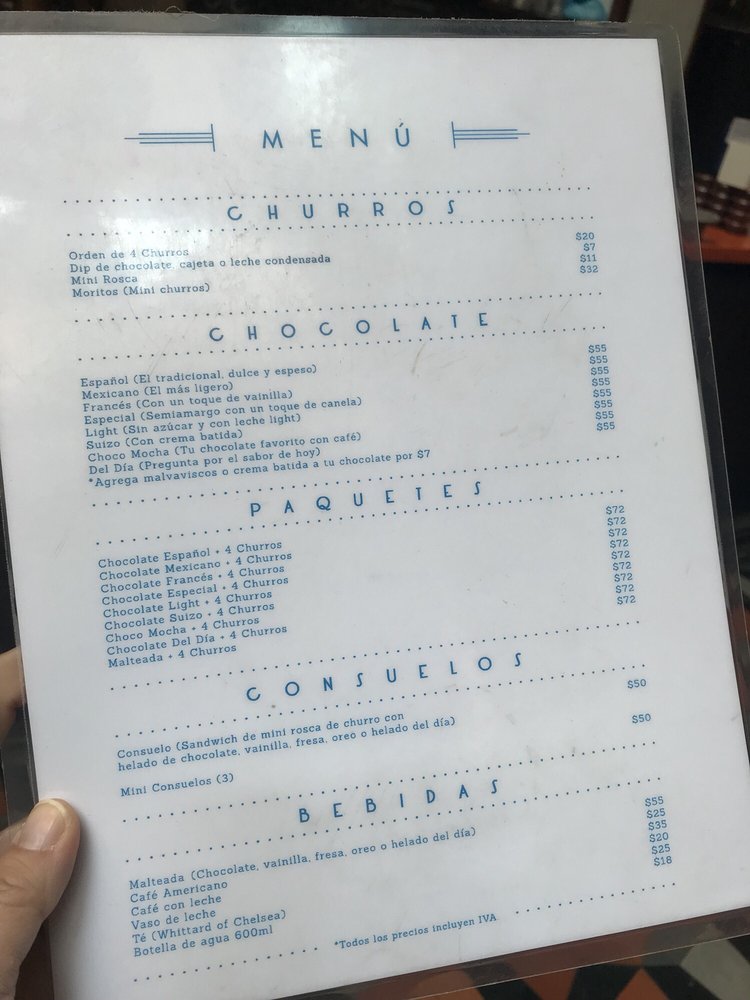 MENÚ
CHURROS
Orden de 4 Churros $20
Dip de chocolate, cajeta o leche condensada $7
Mini Rosca $11
Moritos (Mini churros) $32
CHOCOLATE
Español (El tradicional, dulce y espeso) $55
Mexicano (El más ligero) $55
Francés (Con un toque de vainilla) $55
Especial (Semiamargo con un toque de canela) $55
Light (Sin azúcar y con leche light) $55
Suizo (Con crema batida) $55
Choco Mocha (Tu chocolate favorito con café) $55
Del Día (Pregunta por el sabor de hoy) $55
*Agrega malvaviscos o crema batida a tu chocolate por $7
PAQUETES
Chocolate Español + 4 Churros $72
Chocolate Mexicano + 4 Churros $72
Chocolate Francés + 4 Churros $72
Chocolate Especial + 4 Churros $72
Chocolate Light + 4 Churros $72
Chocolate Suizo + 4 Churros $72
Choco Mocha + 4 Churros $72
Chocolate Del Día + 4 Churros $72
Malteada + 4 Churros $72
CONSUELOS
Consuelo (Sandwich de mini rosca de churro con $50
helado de chocolate, vainilla, fresa, oreo o helado del día)
Mini Consuelos (3) $50
BEBIDAS
Malteada (Chocolate, vainilla, fresa, oreo o helado del día) $55
Café Americano $25
Café con leche $35
Vaso de leche $20
Té (Whittard of Chelsea) $25
Botella de agua 600ml $18
*Todos los precios incluyen IVA